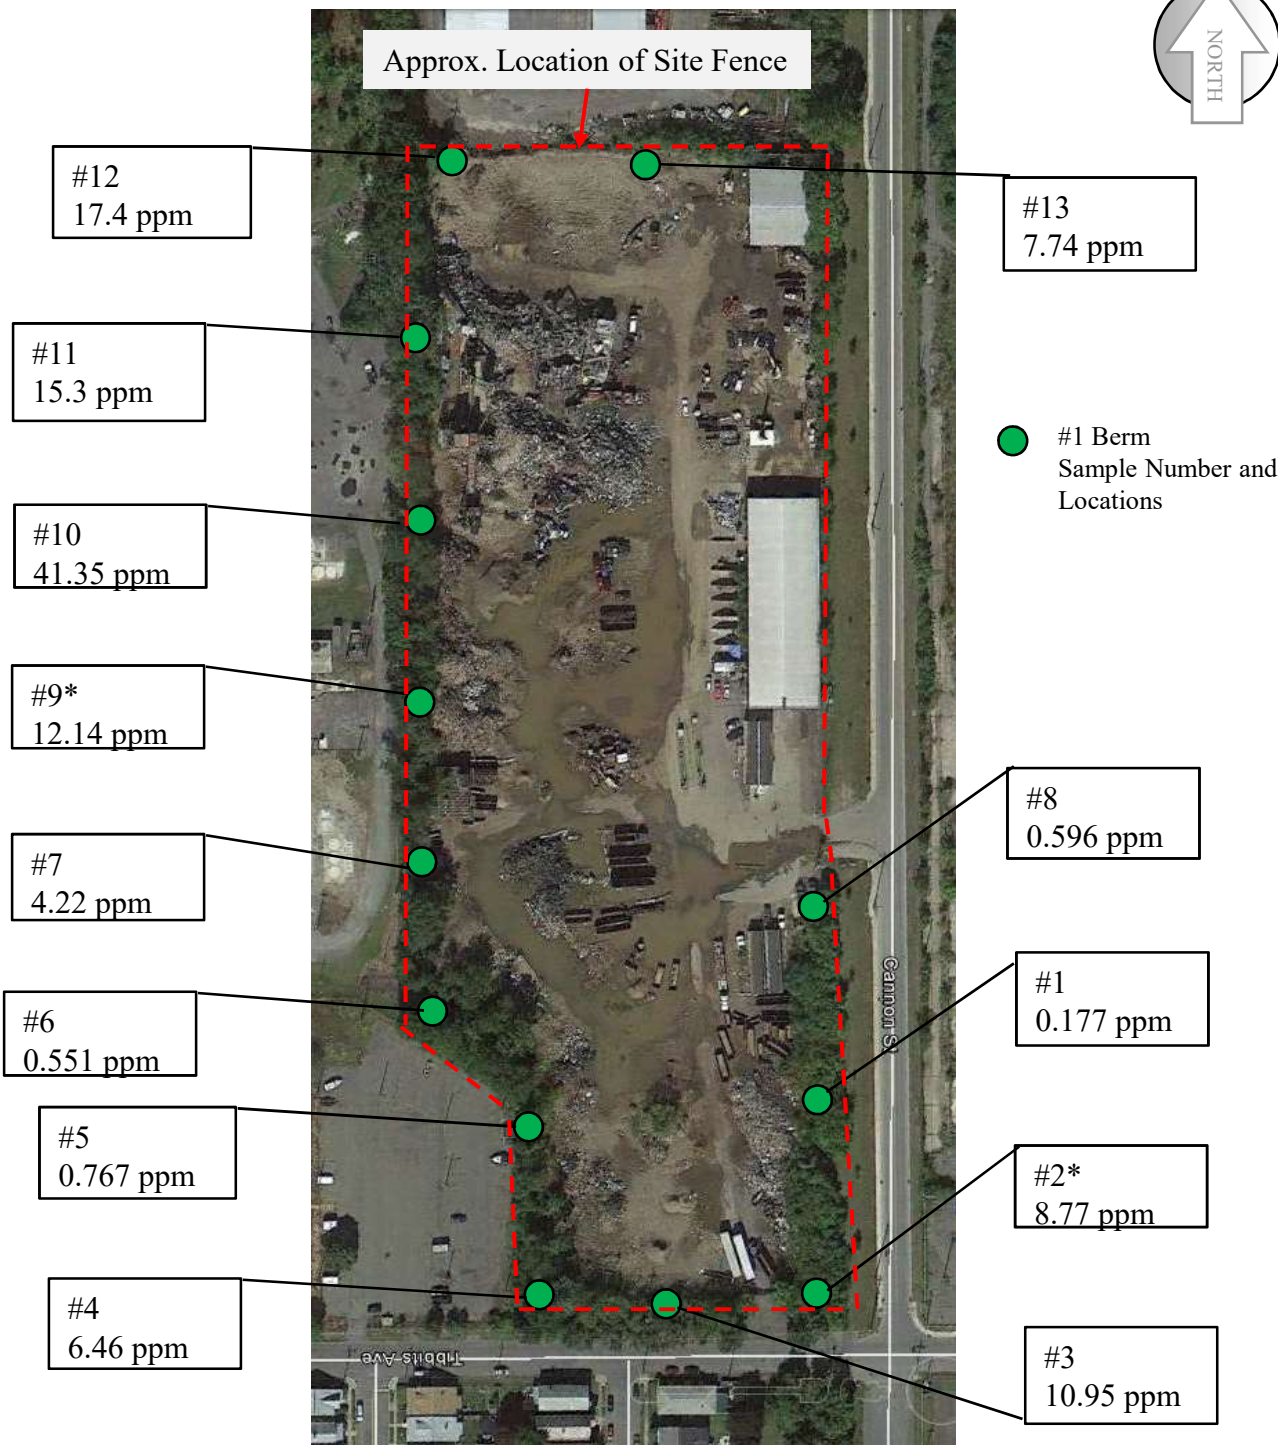 NORTH
Approx. Location of Site Fence
#12
17.4 ppm
#13
7.74 ppm
#11
15.3 ppm
#1 Berm
Sample Number and
Locations
#10
41.35 ppm
#9*
12.14 ppm
#8
0.596 ppm
#7
4.22 ppm
#1
0.177 ppm
Cannon St
#6
0.551 ppm
#5
0.767 ppm
#2*
8.77 ppm
#4
6.46 ppm
#3
10.95 ppm
Tibbits Ave